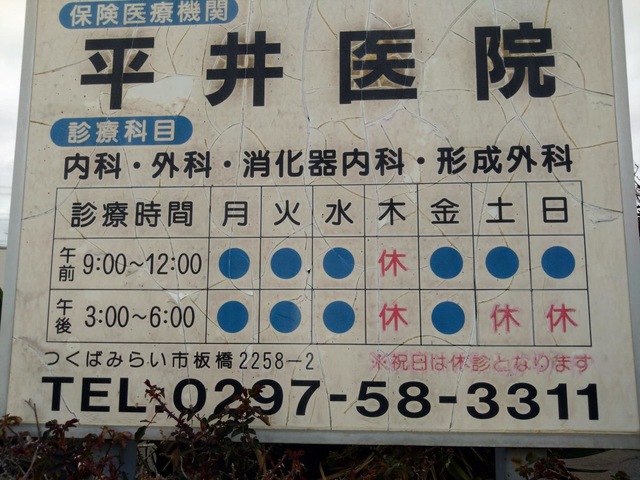 保険医療機関
平井医院
診療科目
内科・外科・消化器内科・形成外科
診療時間 月 火 水 木 金 土 日
午前 9:00~12:00 ● ● ● 休 ● ● ●
午後 3:00~6:00 ● ● ● 休 ● 休 休
つくばみらい市板橋2258-2 ※祝日は休診となります
TEL.0297-58-3311